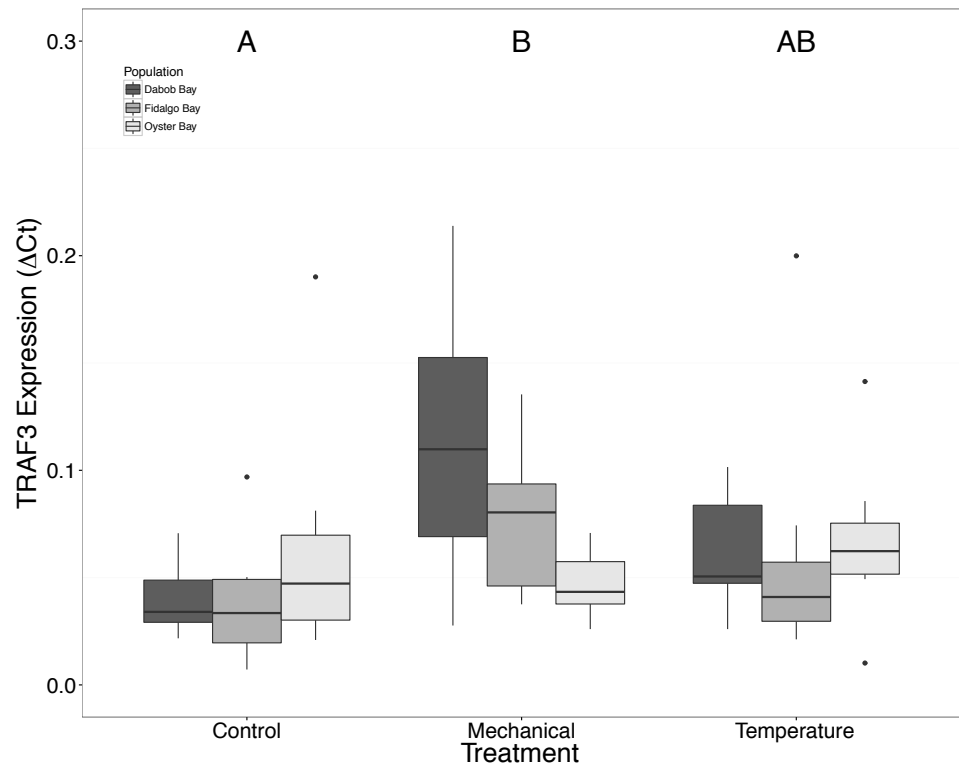 A B AB
Population
Dabob Bay
Fidalgo Bay
Oyster Bay
TRAF3 Expression (ΔCt)
0.3
0.2
0.1
0.0
Control Mechanical Temperature
Treatment